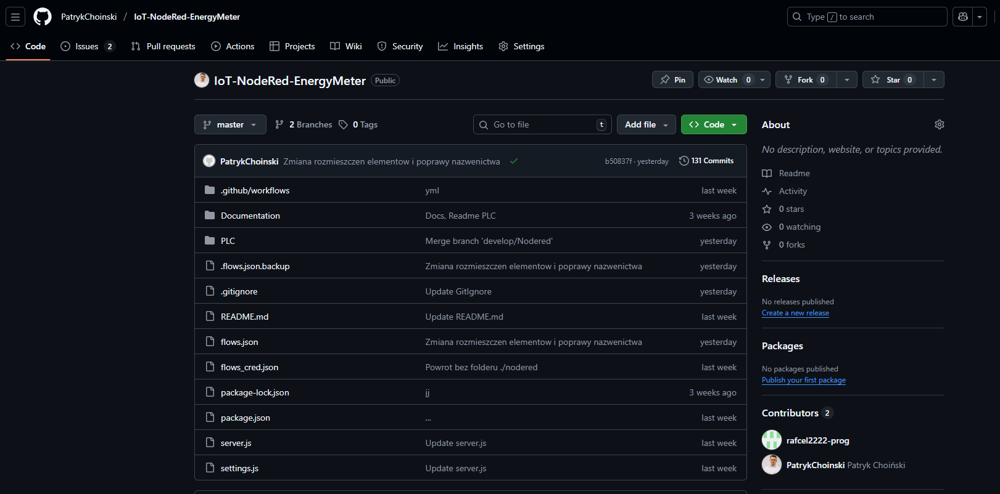 PatrykChoinski / IoT-NodeRed-EnergyMeter
Type / to search
Code
Issues 2
Pull requests
Actions
Projects
Wiki
Security
Insights
Settings
IoT-NodeRed-EnergyMeter Public
Pin
Watch 0
Fork 0
Star 0
master
2 Branches
0 Tags
Go to file t
Add file
<> Code
PatrykChoinski Zmiana rozmieszczen elementow i poprawy nazwenictwa b50837f · yesterday 131 Commits
.github/workflows yml last week
Documentation Docs, Readme PLC 3 weeks ago
PLC Merge branch 'develop/Nodered' yesterday
.flows.json.backup Zmiana rozmieszczen elementow i poprawy nazwenictwa yesterday
.gitignore Update GitIgnore yesterday
README.md Update README.md last week
flows.json Zmiana rozmieszczen elementow i poprawy nazwenictwa yesterday
flows_cred.json Powrot bez folderu ./nodered last week
package-lock.json jj 3 weeks ago
package.json ... last week
server.js Update server.js last week
settings.js Update server.js last week
About
No description, website, or topics provided.
Readme
Activity
0 stars
0 watching
0 forks
Releases
No releases published
Create a new release
Packages
No packages published
Publish your first package
Contributors 2
rafcel2222-prog
PatrykChoinski Patryk Choiński